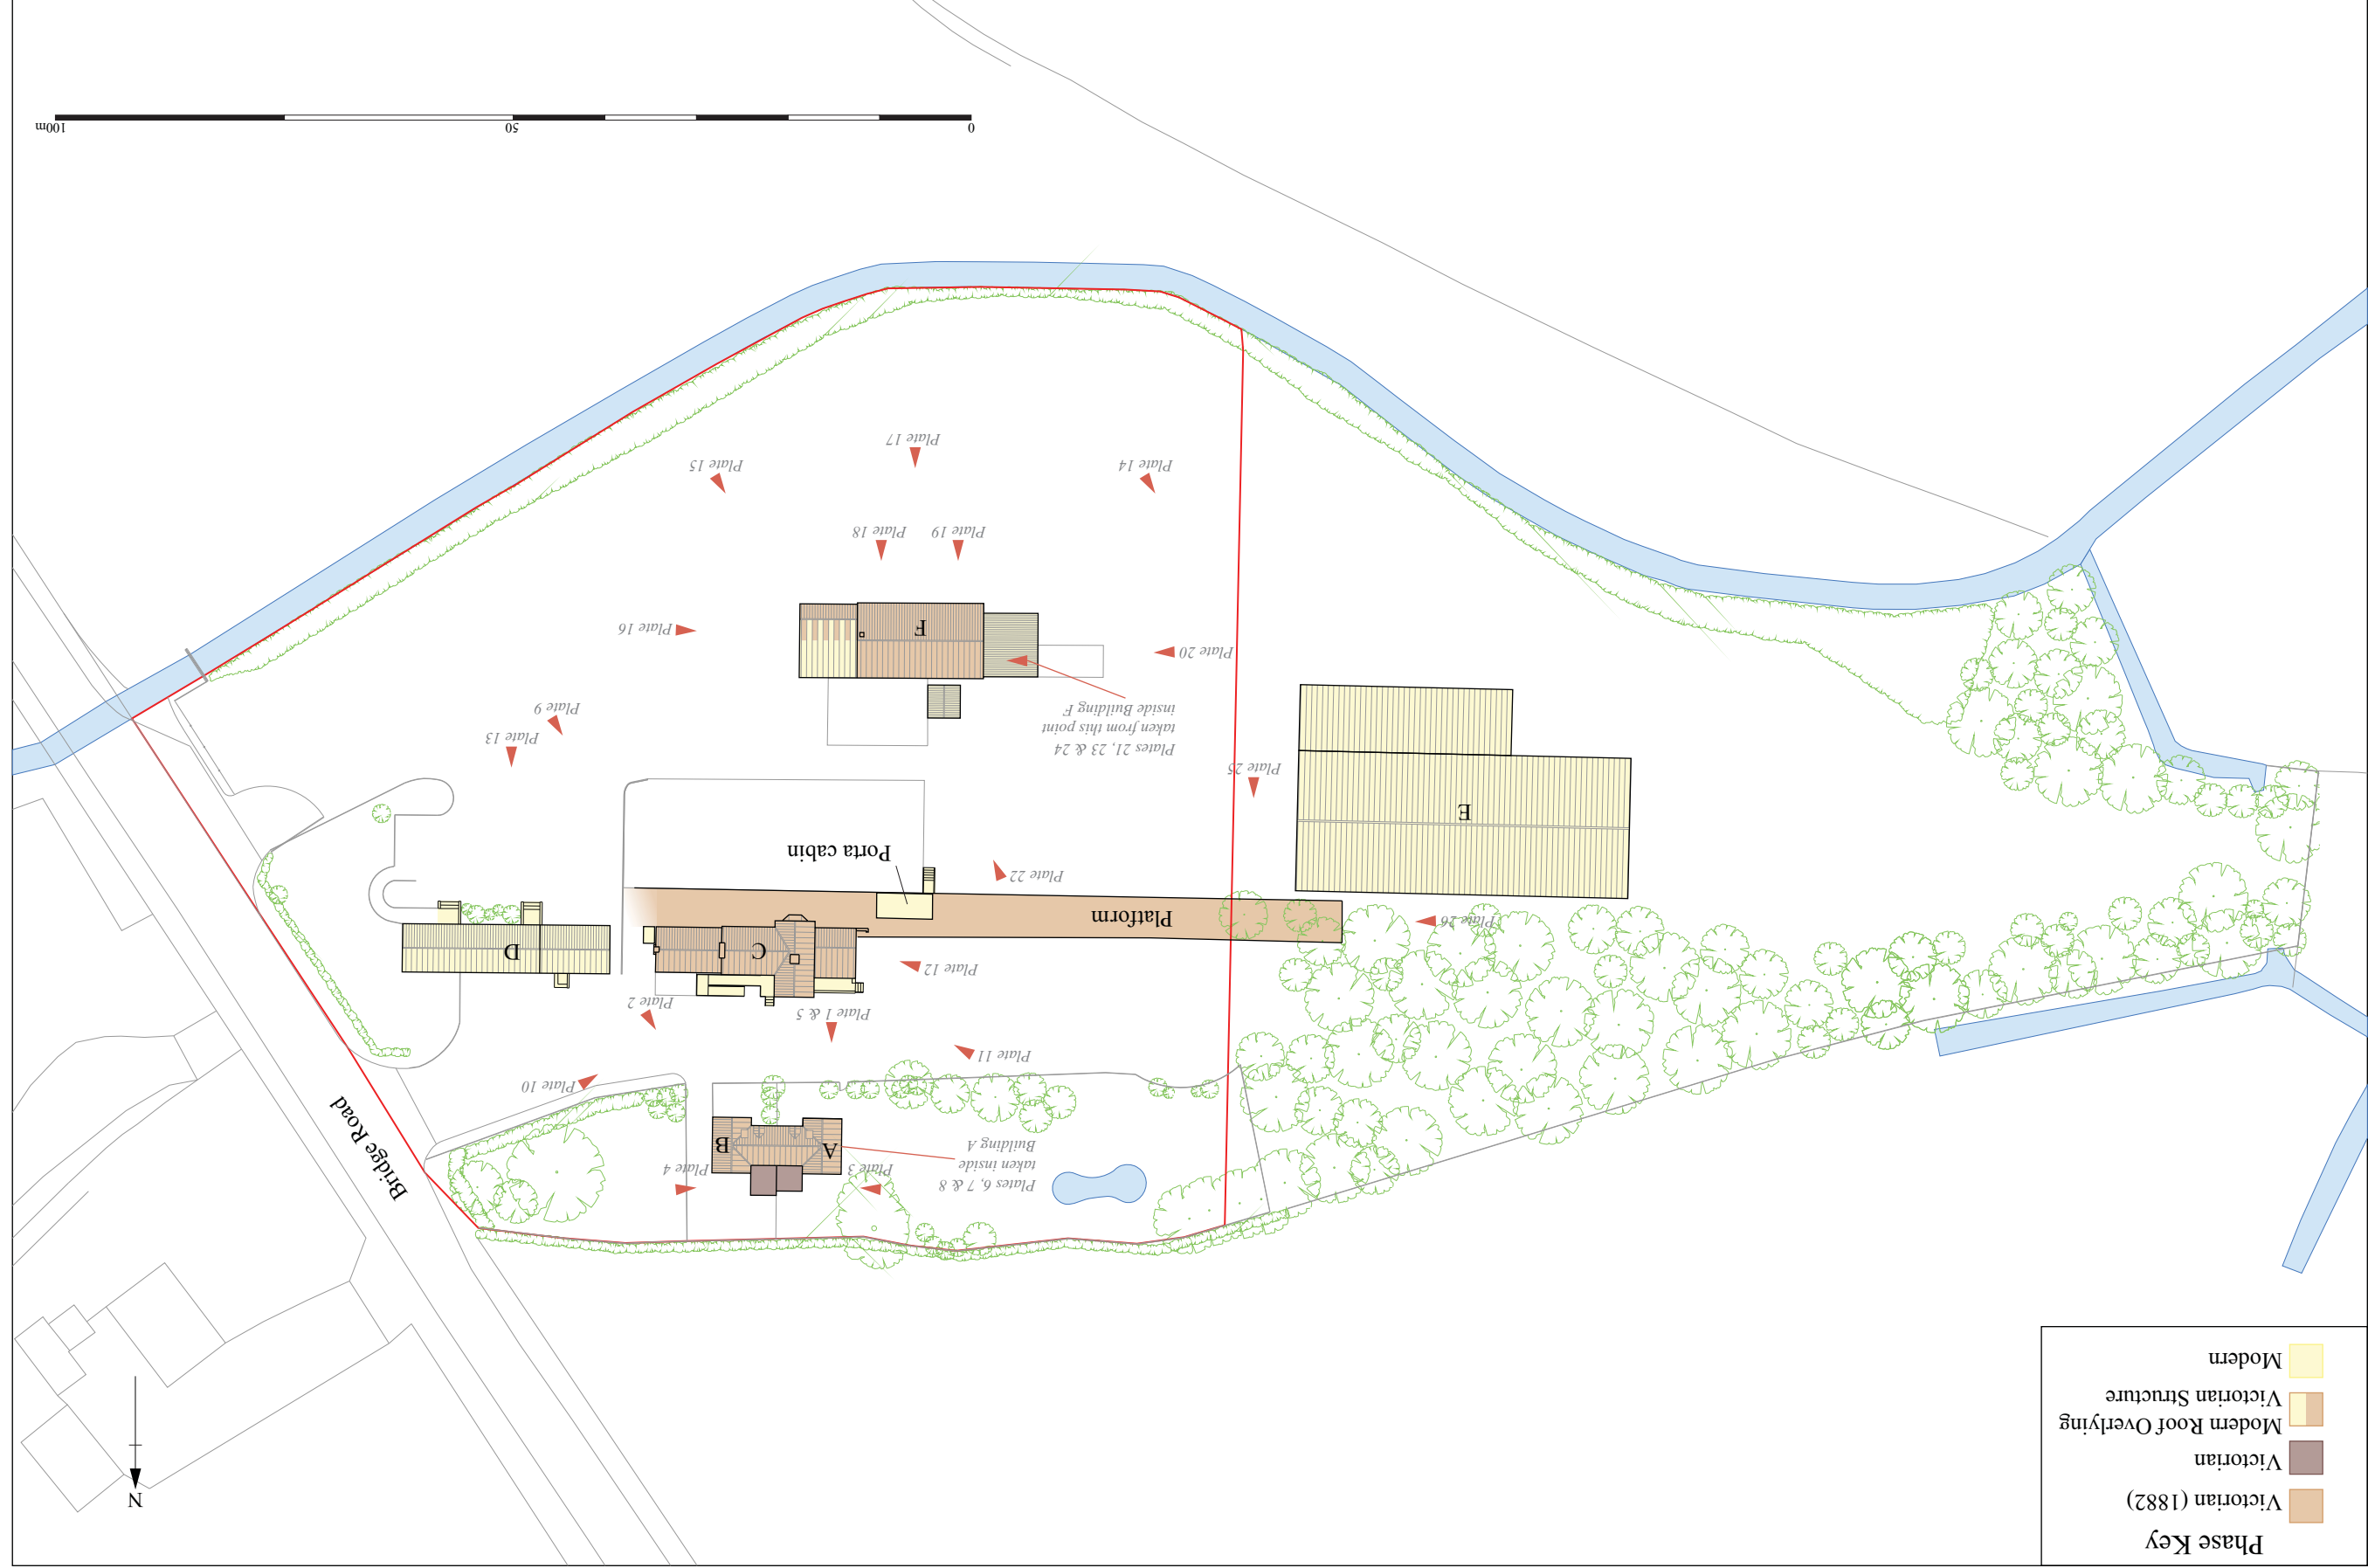 Phase Key
Victorian (1882)
Victorian
Modern Roof Overlying
Victorian Structure
Modern
N
Plates 6, 7 & 8
taken inside
Building A
Plate 3
Plate 4
A
B
Bridge Road
Plate 10
Plate 11
Plate 1 & 5
Plate 2
Plate 12
C
D
Plate 26
Platform
Plate 22
Porta cabin
E
Plate 25
Plates 21, 23 & 24
taken from this point
inside Building F
Plate 13
Plate 9
Plate 20
F
Plate 16
Plate 19
Plate 18
Plate 14
Plate 15
Plate 17
0 50 100m